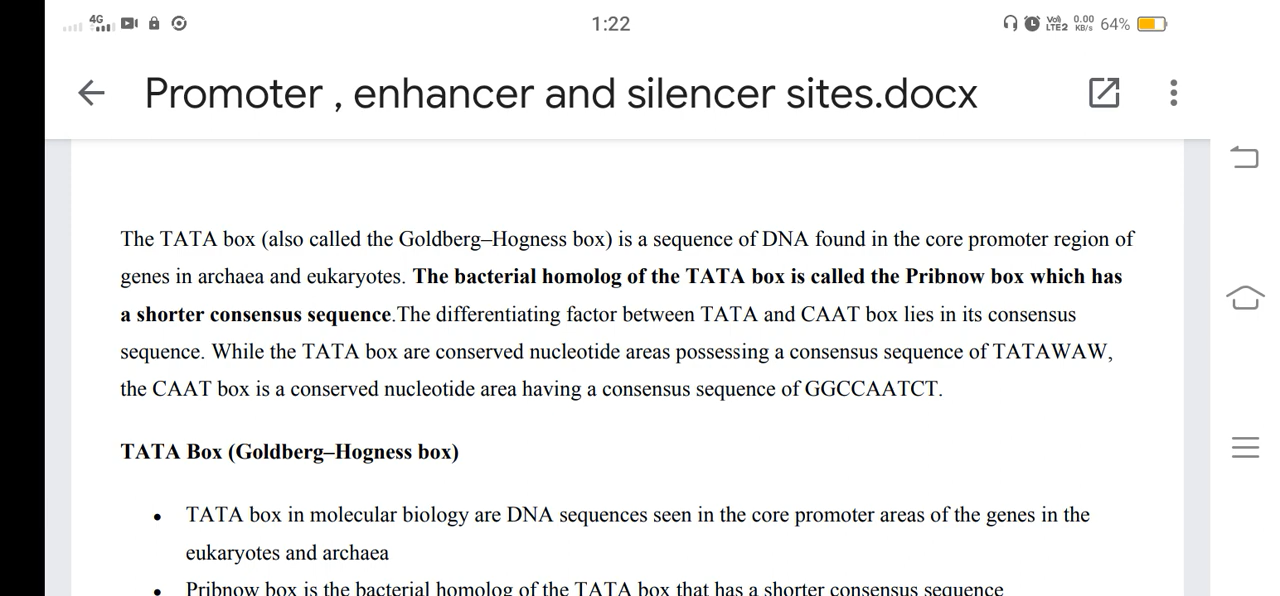 4G 1:22 Vo) LTE2 0.00 KB/s 64%
Promoter , enhancer and silencer sites.docx
The TATA box (also called the Goldberg–Hogness box) is a sequence of DNA found in the core promoter region of
genes in archaea and eukaryotes. The bacterial homolog of the TATA box is called the Pribnow box which has
a shorter consensus sequence.The differentiating factor between TATA and CAAT box lies in its consensus
sequence. While the TATA box are conserved nucleotide areas possessing a consensus sequence of TATAWAW,
the CAAT box is a conserved nucleotide area having a consensus sequence of GGCCAATCT.
TATA Box (Goldberg–Hogness box)
• TATA box in molecular biology are DNA sequences seen in the core promoter areas of the genes in the
eukaryotes and archaea
• Pribnow box is the bacterial homolog of the TATA box that has a shorter consensus sequence